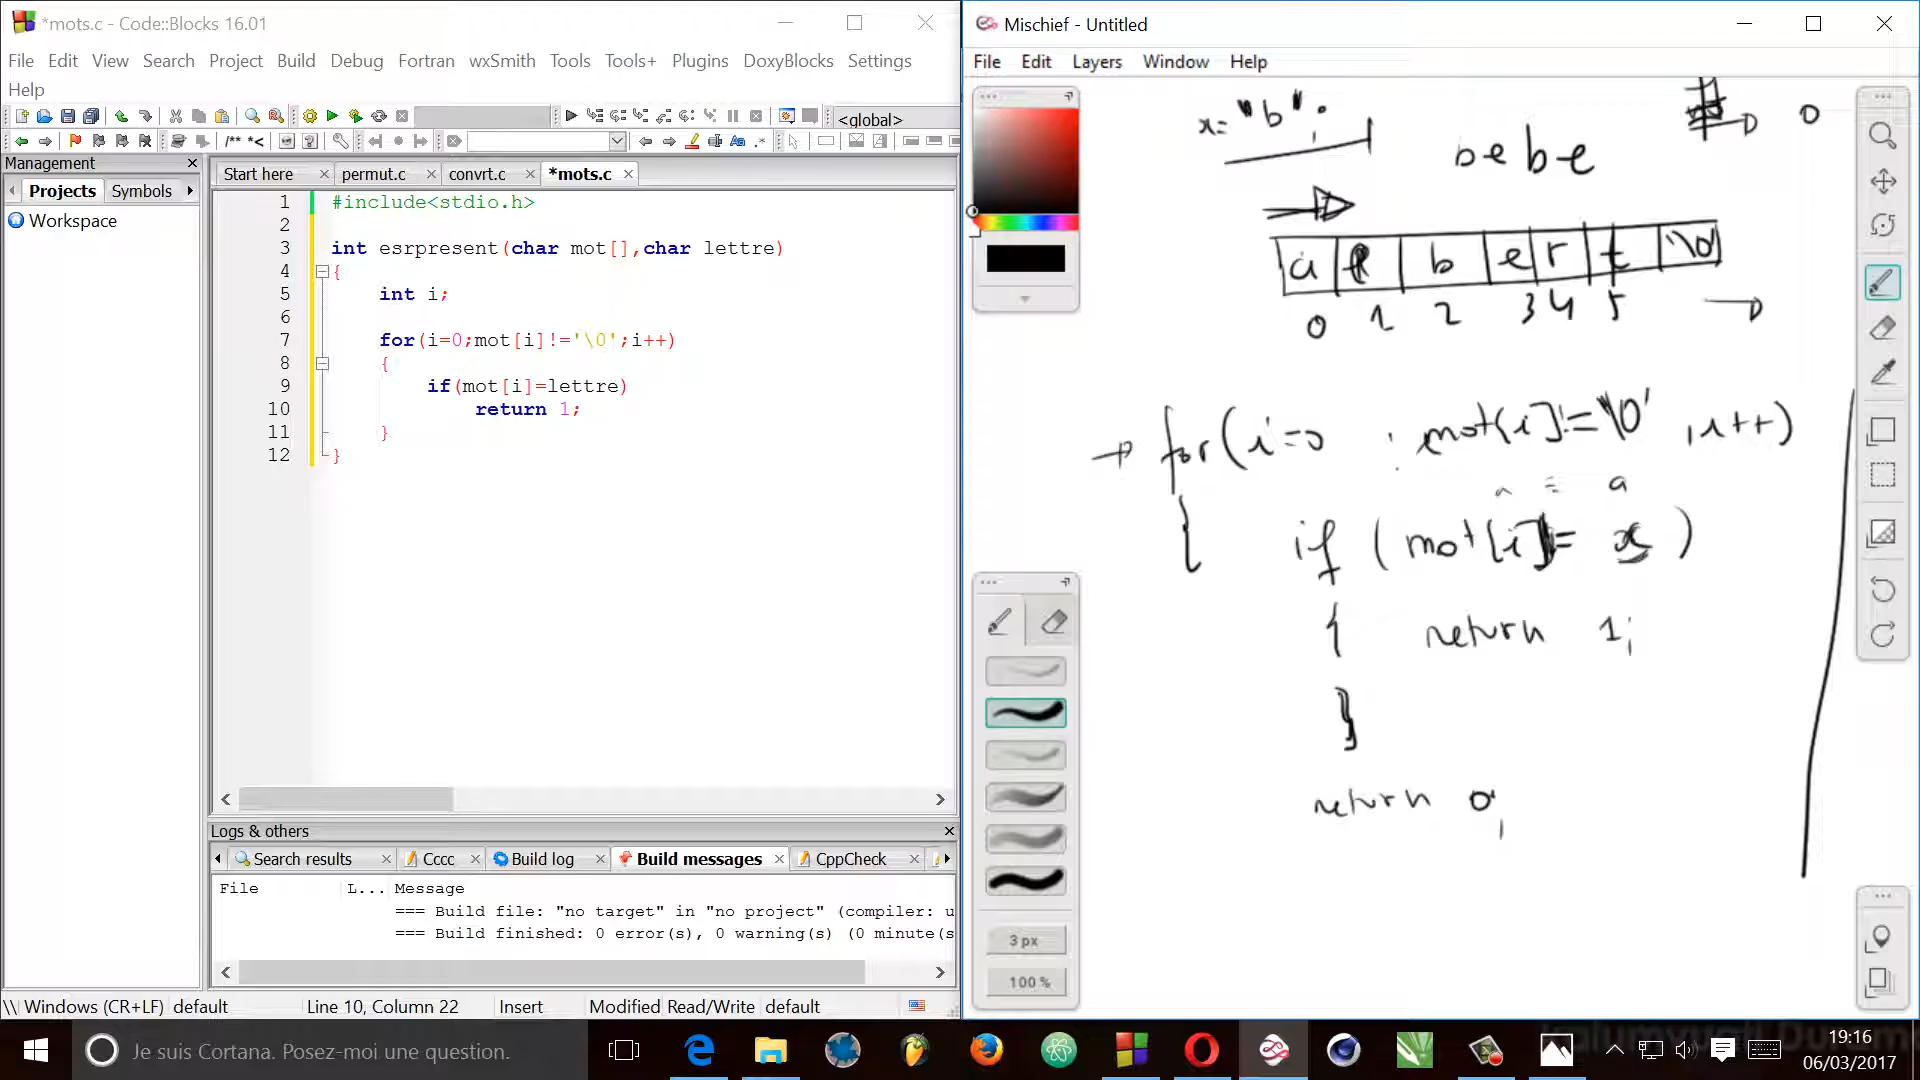 *mots.c - Code::Blocks 16.01
File Edit View Search Project Build Debug Fortran wxSmith Tools Tools+ Plugins DoxyBlocks Settings
Help
<global>
/** *<
Management
Projects Symbols
Workspace
Start here permut.c convrt.c *mots.c
1 #include<stdio.h>
2
3 int esrpresent(char mot[],char lettre)
4 {
5 int i;
6
7 for(i=0;mot[i]!='\0';i++)
8 {
9 if(mot[i]=lettre)
10 return 1;
11 }
12 }
Logs & others
Search results Cccc Build log Build messages CppCheck
File L... Message
=== Build file: "no target" in "no project" (compiler: u
=== Build finished: 0 error(s), 0 warning(s) (0 minute(s
\\ Windows (CR+LF) default Line 10, Column 22 Insert Modified Read/Write default
Mischief - Untitled
File Edit Layers Window Help
x= "b";
bebe
0
a b e r t \0
0 1 2 3 4 5
for(i=0 ; mot[i]!='\0' ,i++)
= a
{ if ( mot[i]= x )
{ return 1;
}
return 0;
3 px
100 %
Je suis Cortana. Posez-moi une question.
19:16
06/03/2017